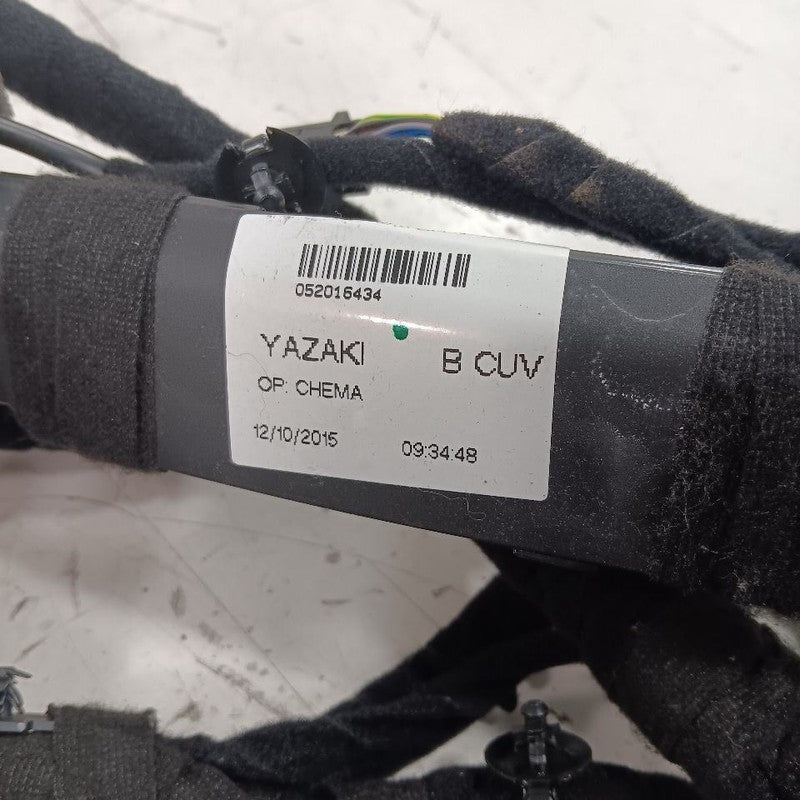 052016434
YAZAKI B CUV
OP: CHEMA
12/10/2015 09:34:48